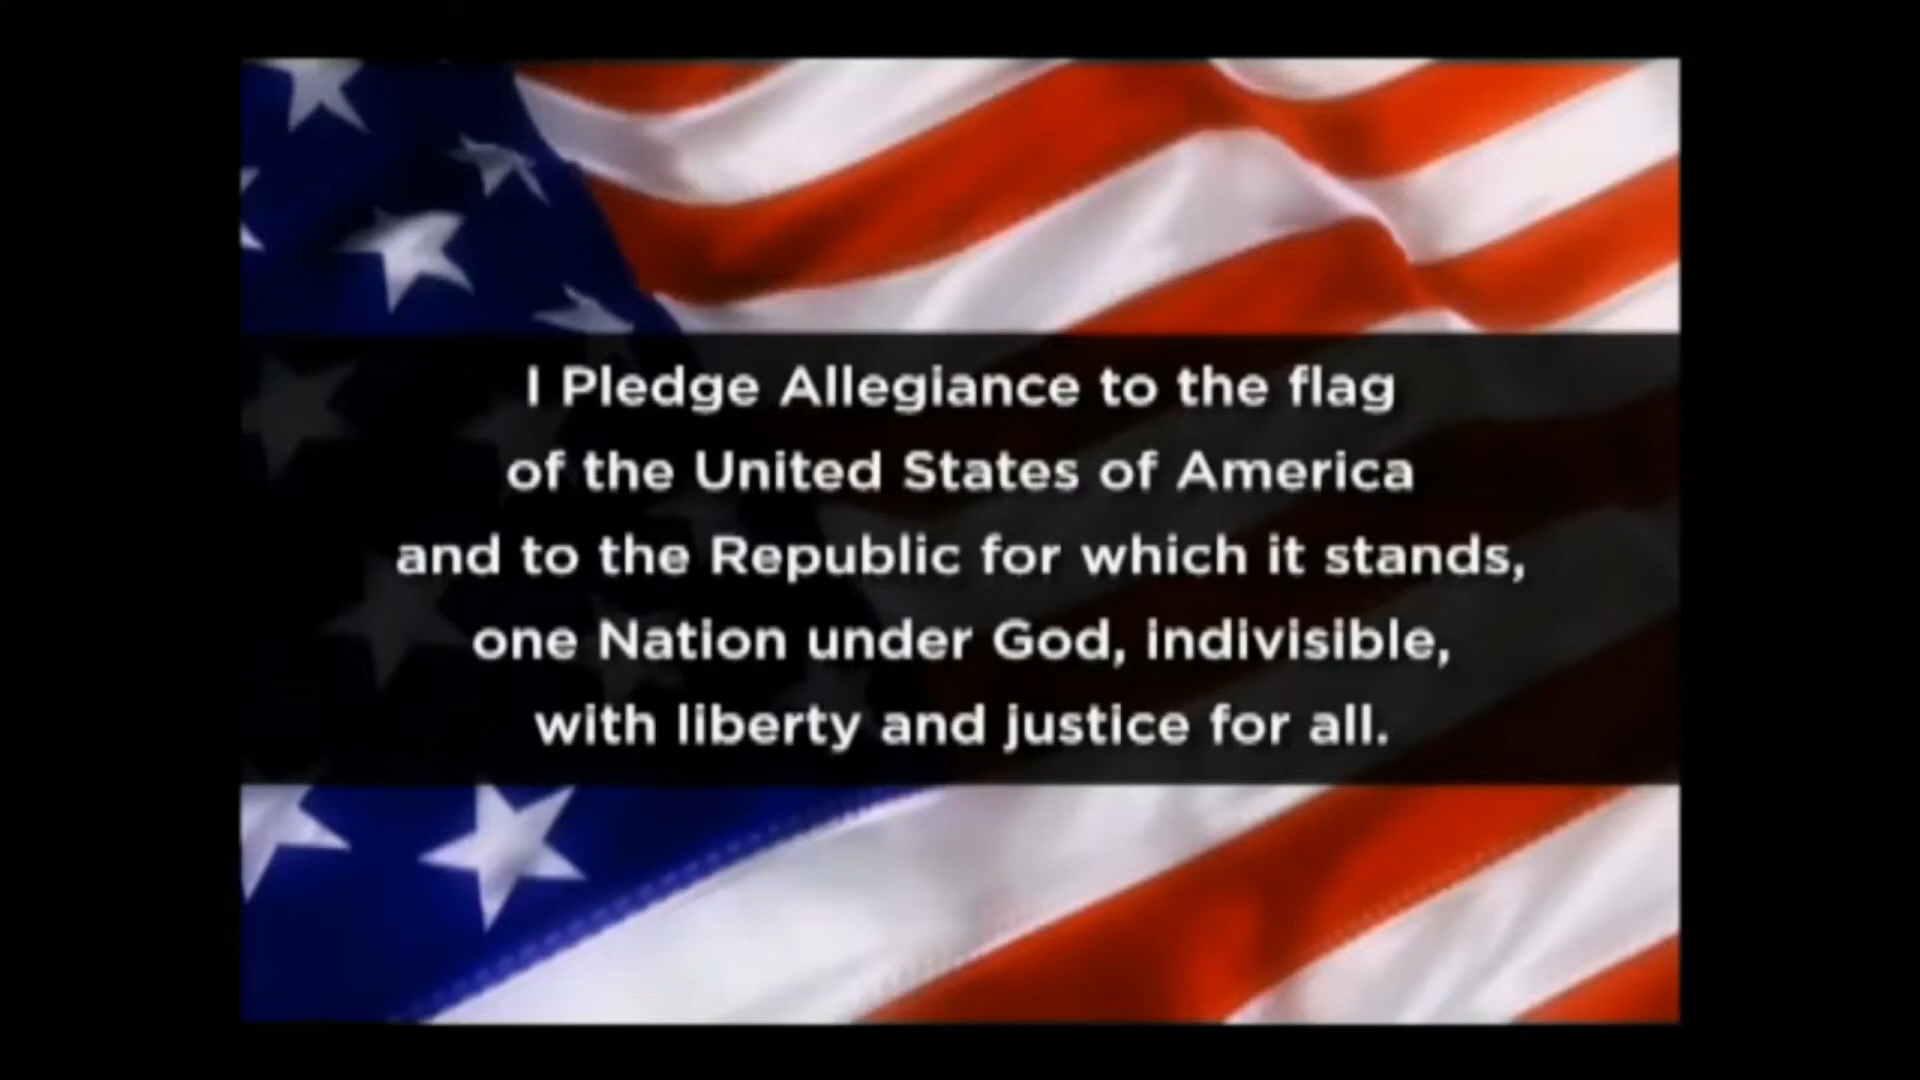 I Pledge Allegiance to the flag
of the United States of America
and to the Republic for which it stands,
one Nation under God, indivisible,
with liberty and justice for all.